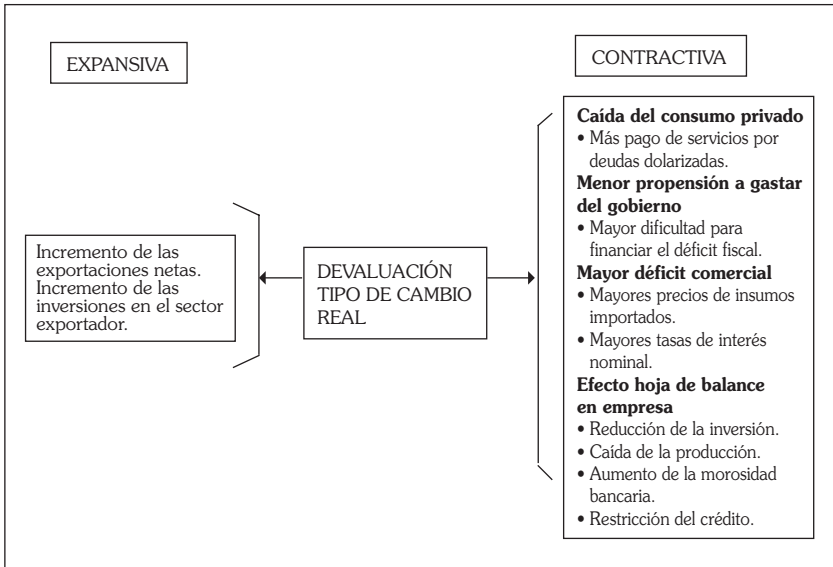 EXPANSIVA
Incremento de las
exportaciones netas.
Incremento de las
inversiones en el sector
exportador.
DEVALUACIÓN
TIPO DE CAMBIO
REAL
CONTRACTIVA
Caída del consumo privado
• Más pago de servicios por
deudas dolarizadas.
Menor propensión a gastar
del gobierno
• Mayor dificultad para
financiar el déficit fiscal.
Mayor déficit comercial
• Mayores precios de insumos
importados.
• Mayores tasas de interés
nominal.
Efecto hoja de balance
en empresa
• Reducción de la inversión.
• Caída de la producción.
• Aumento de la morosidad
bancaria.
• Restricción del crédito.